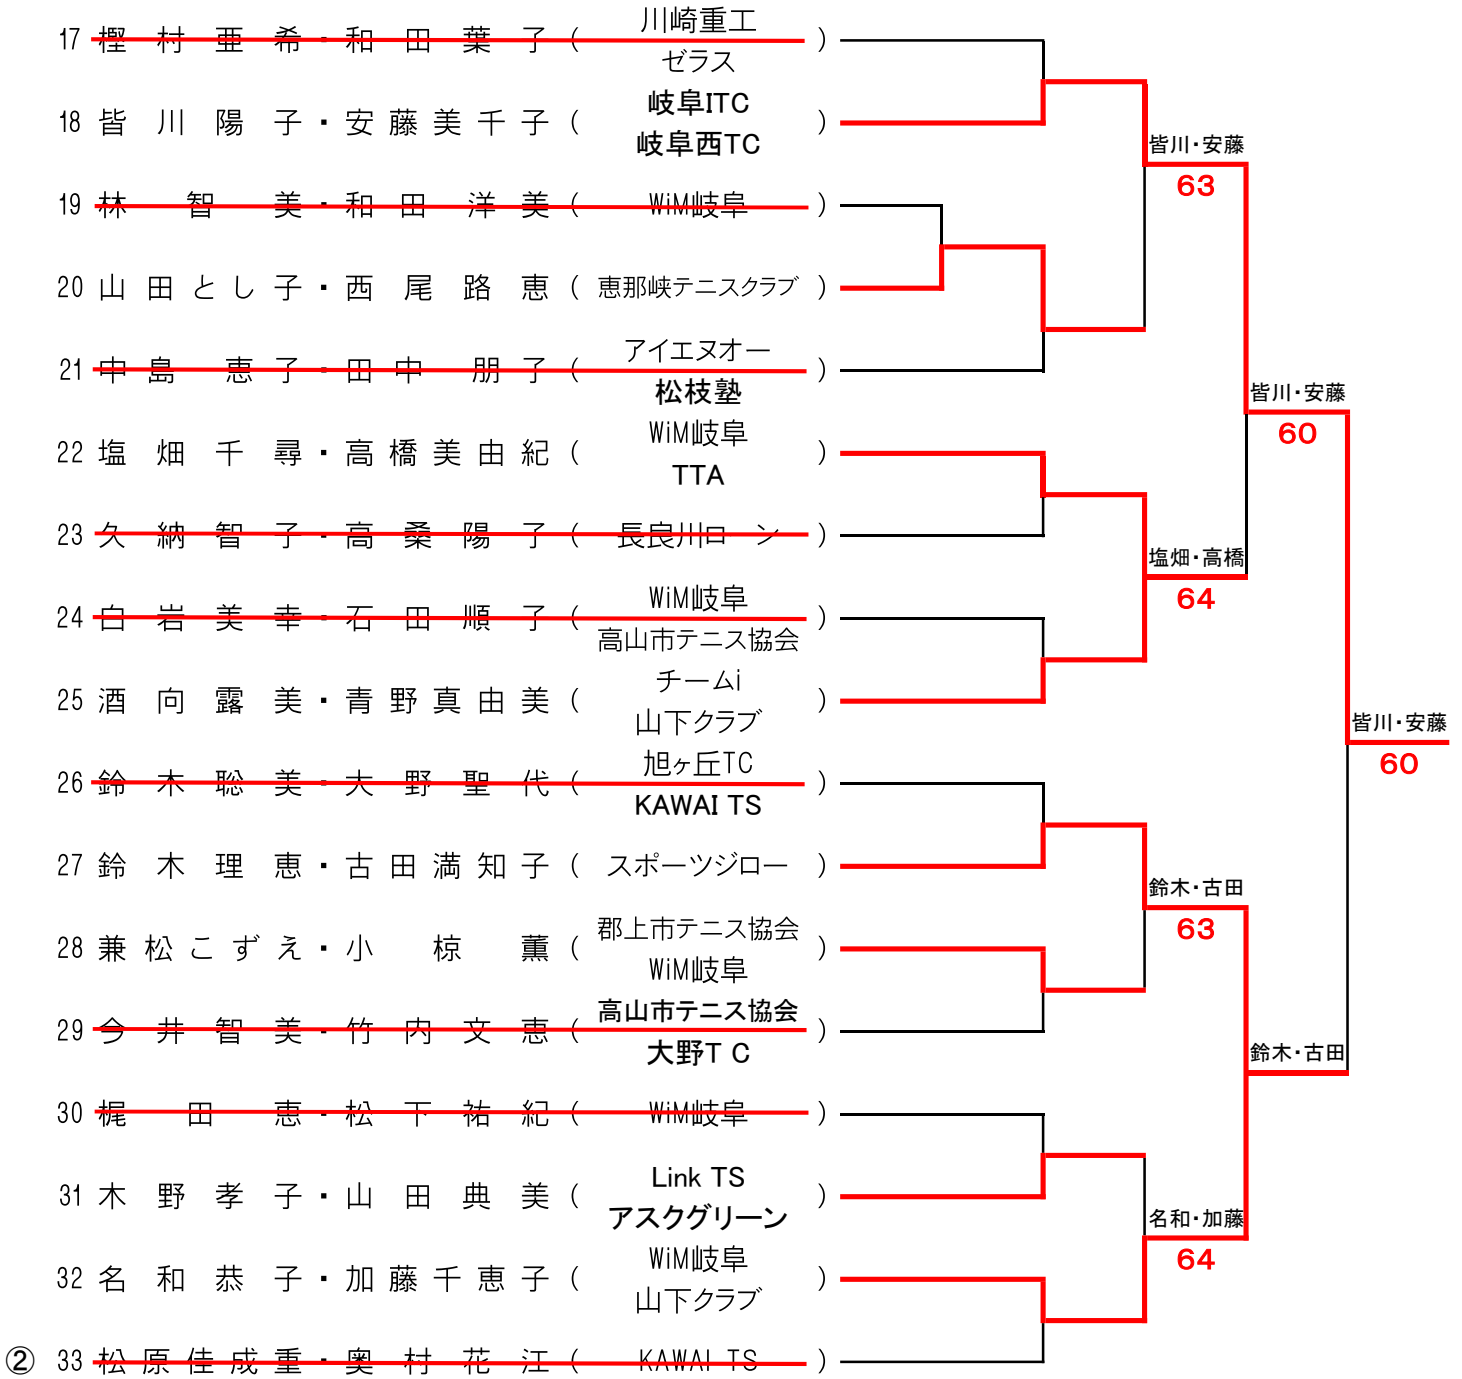 17 樫村亜希・和田葉子 ( 川崎重工 ゼラス )
18 皆川陽子・安藤美千子 ( 岐阜ITC 岐阜西TC )
皆川・安藤
63
19 林智美・和田洋美 ( WiM岐阜 )
20 山田とし子・西尾路恵 ( 恵那峡テニスクラブ )
21 中島恵子・田中朋子 ( アイエヌオー 松枝塾 )
皆川・安藤
60
22 塩畑千尋・高橋美由紀 ( WiM岐阜 TTA )
23 久納智子・高桑陽子 ( 長良川ローン )
塩畑・高橋
64
24 白岩美幸・石田順子 ( WiM岐阜 高山市テニス協会 )
25 酒向露美・青野真由美 ( チームi 山下クラブ )
皆川・安藤
60
26 鈴木聡美・大野聖代 ( 旭ヶ丘TC KAWAI TS )
27 鈴木理恵・古田満知子 ( スポーツジロー )
鈴木・古田
63
28 兼松こずえ・小椋薫 ( 郡上市テニス協会 WiM岐阜 )
29 今井智美・竹内文恵 ( 高山市テニス協会 大野TC )
鈴木・古田
30 梶田恵・松下祐紀 ( WiM岐阜 )
31 木野孝子・山田典美 ( Link TS アスクグリーン )
名和・加藤
64
32 名和恭子・加藤千恵子 ( WiM岐阜 山下クラブ )
② 33 松原佳成重・奥村花江 ( KAWAI TS )